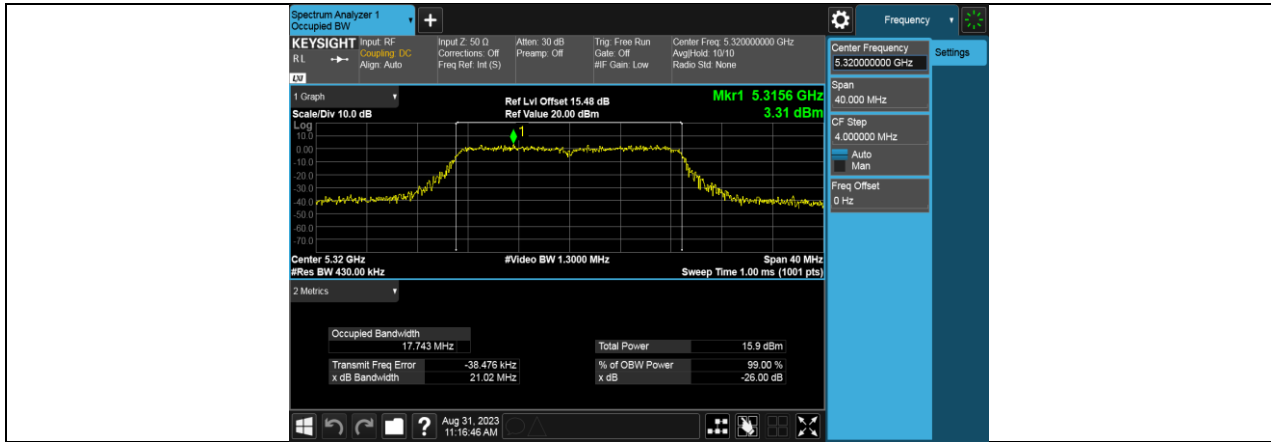 Spectrum Analyzer 1
Occupied BW
+
Frequency
KEYSIGHT
RL
LXI
Input: RF
Coupling: DC
Align: Auto
Input Z: 50 Ω
Corrections: Off
Freq Ref: Int (S)
Atten: 30 dB
Preamp: Off
Trig: Free Run
Gate: Off
#IF Gain: Low
Center Freq: 5.320000000 GHz
Avg|Hold: 10/10
Radio Std: None
Center Frequency
5.320000000 GHz
Settings
Span
40.000 MHz
CF Step
4.000000 MHz
Auto
Man
Freq Offset
0 Hz
1 Graph
Scale/Div 10.0 dB
Ref Lvl Offset 15.48 dB
Ref Value 20.00 dBm
Mkr1 5.3156 GHz
3.31 dBm
Log
10.0
0.00
-10.0
-20.0
-30.0
-40.0
-50.0
-60.0
-70.0
1
Center 5.32 GHz
#Video BW 1.3000 MHz
Span 40 MHz
#Res BW 430.00 kHz
Sweep Time 1.00 ms (1001 pts)
2 Metrics
Occupied Bandwidth
17.743 MHz
Total Power 15.9 dBm
Transmit Freq Error -38.476 kHz
% of OBW Power 99.00 %
x dB Bandwidth 21.02 MHz
x dB -26.00 dB
?
Aug 31, 2023
11:16:46 AM